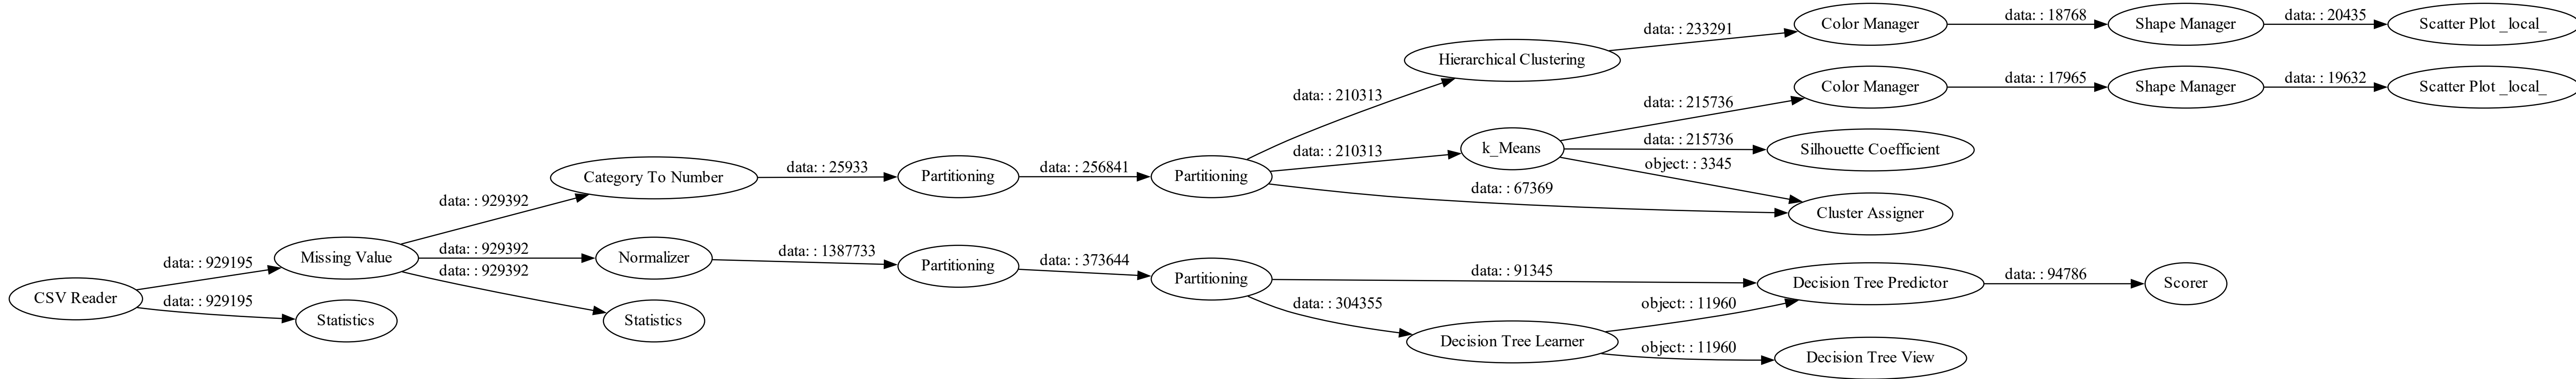 CSV Reader
data: : 929195
data: : 929195
Missing Value
Statistics
data: : 929392
data: : 929392
data: : 929392
Category To Number
Normalizer
Statistics
data: : 25933
data: : 1387733
Partitioning
Partitioning
data: : 256841
data: : 373644
Partitioning
Partitioning
data: : 210313
data: : 210313
data: : 67369
data: : 91345
data: : 304355
Hierarchical Clustering
k_Means
Decision Tree Learner
data: : 233291
data: : 215736
data: : 215736
object: : 3345
object: : 11960
object: : 11960
Color Manager
Color Manager
Silhouette Coefficient
Cluster Assigner
Decision Tree Predictor
Decision Tree View
data: : 18768
data: : 17965
data: : 94786
Shape Manager
Shape Manager
Scorer
data: : 20435
data: : 19632
Scatter Plot _local_
Scatter Plot _local_